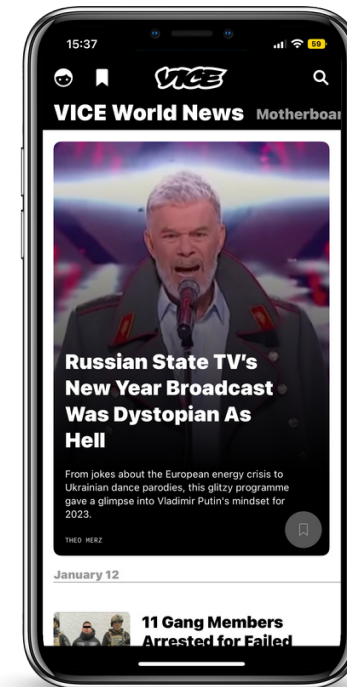 15:37
59
VICE
VICE World News Motherboar
Russian State TV's
New Year Broadcast
Was Dystopian As
Hell
From jokes about the European energy crisis to
Ukrainian dance parodies, this glitzy programme
gave a glimpse into Vladimir Putin's mindset for
2023.
THEO MERZ
January 12
11 Gang Members
Arrested for Failed